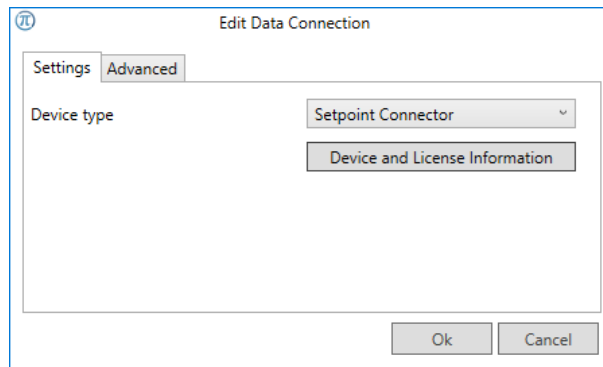 Edit Data Connection
Settings Advanced
Device type Setpoint Connector
Device and License Information
Ok Cancel